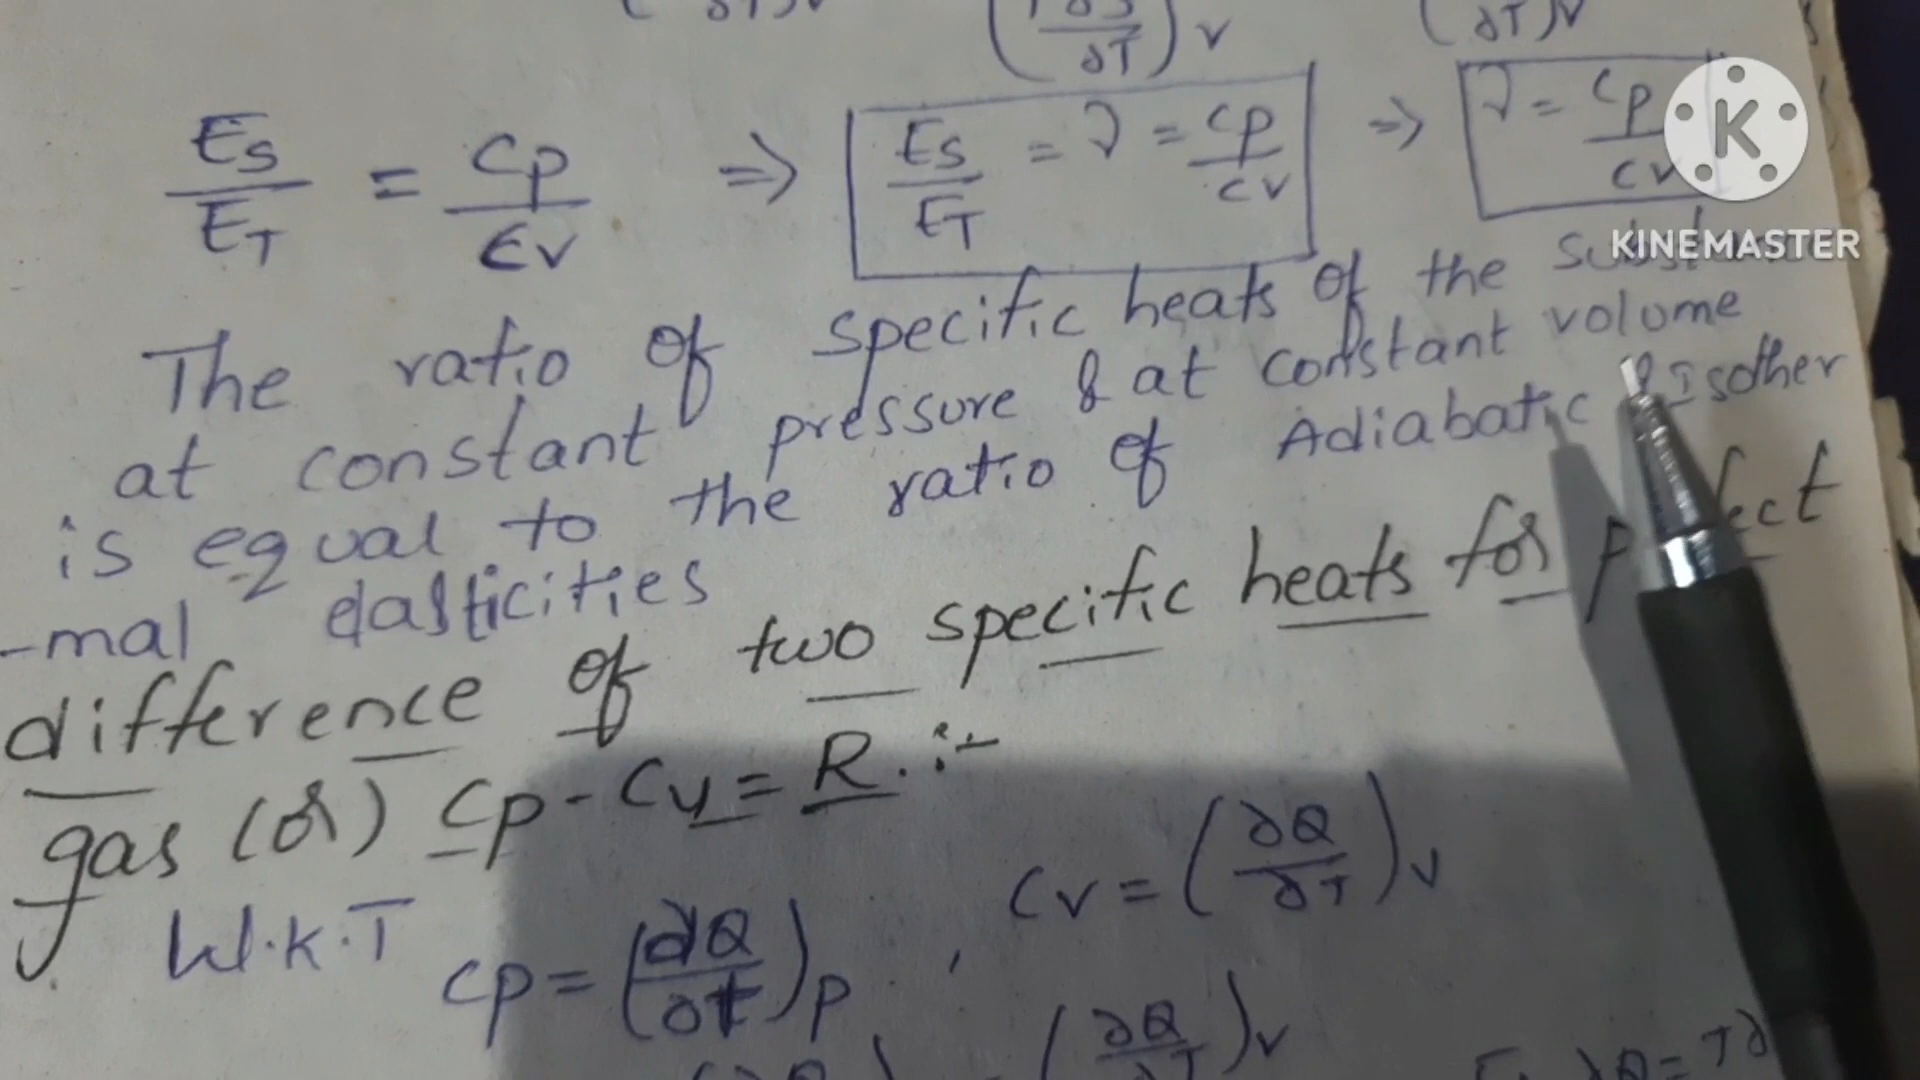 ∂T)v (T∂S/∂T)v (∂T)v
Es/ET = Cp/Cv ⇒ Es/ET = γ = Cp/Cv ⇒ γ = Cp/Cv
K
KINEMASTER
The ratio of specific heats of the
at constant pressure & at constant volume
is equal to the ratio of Adiabatic & isother
-mal elasticities
difference of two specific heats for
gas (or) Cp - Cv = R :-
W.K.T Cp = (∂Q/∂t)p , Cv = (∂Q/∂T)v
(∂Q/∂T)v ∂Q = T∂